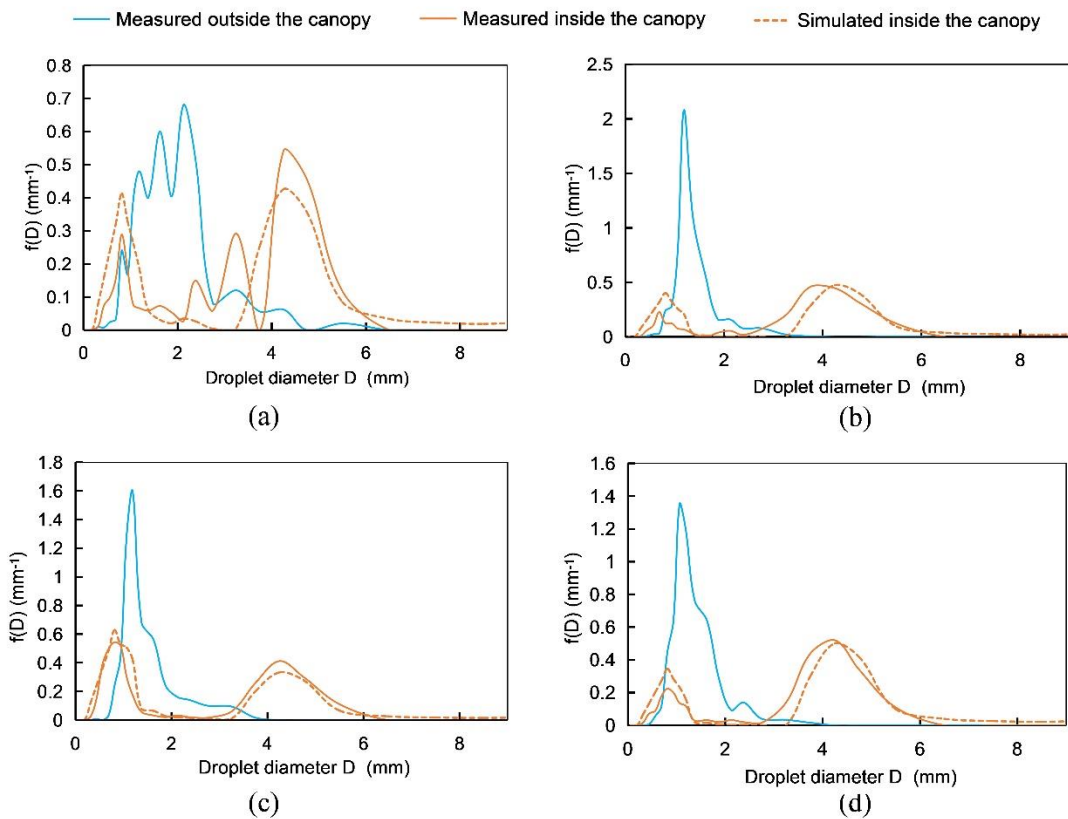 Measured outside the canopy Measured inside the canopy Simulated inside the canopy
0.8
0.7
0.6
0.5
0.4
0.3
0.2
0.1
0
f(D) (mm-1)
0 2 4 6 8
Droplet diameter D (mm)
(a)
2.5
2
1.5
1
0.5
0
f(D) (mm-1)
0 2 4 6 8
Droplet diameter D (mm)
(b)
1.8
1.6
1.4
1.2
1
0.8
0.6
0.4
0.2
0
f(D) (mm-1)
0 2 4 6 8
Droplet diameter D (mm)
(c)
1.6
1.4
1.2
1
0.8
0.6
0.4
0.2
0
f(D) (mm-1)
0 2 4 6 8
Droplet diameter D (mm)
(d)